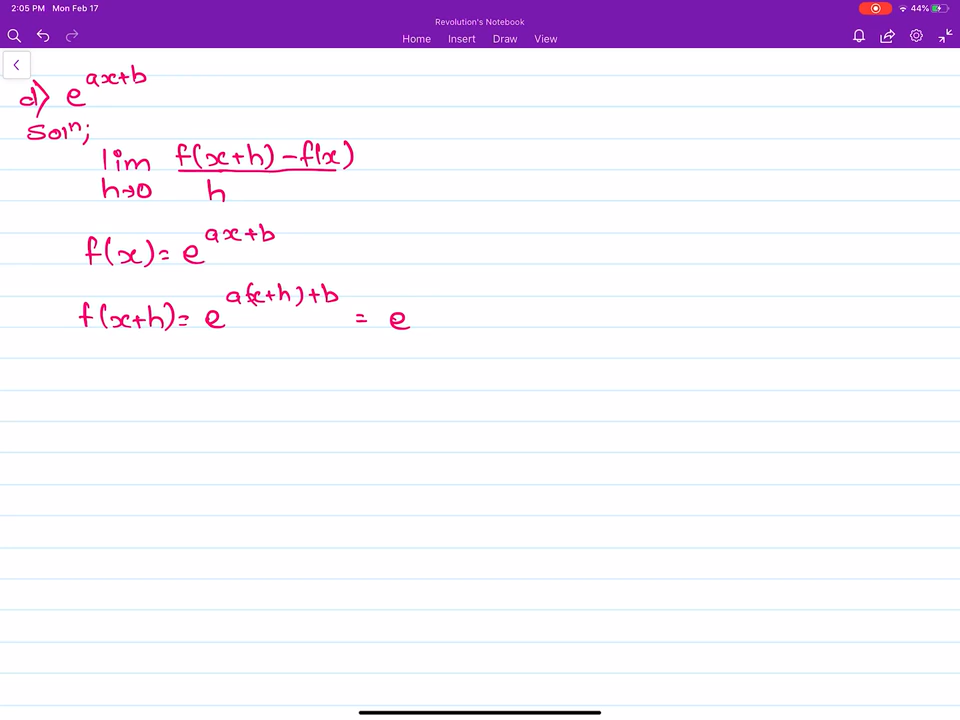 2:05 PM Mon Feb 17
44%
Revolution's Notebook
Home Insert Draw View
d) e^{ax+b}
Solⁿ;
lim f(x+h) - f(x)
h→0 h
f(x) = e^{ax+b}
f(x+h) = e^{a(x+h)+b} = e